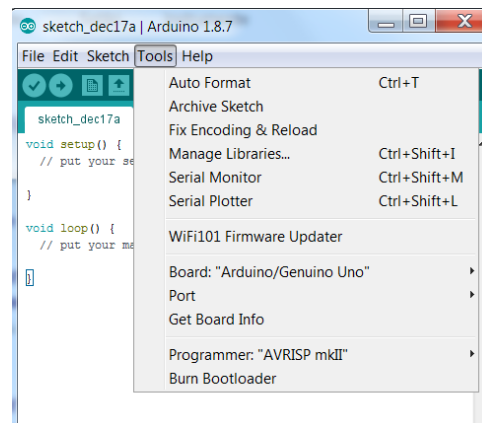 sketch_dec17a | Arduino 1.8.7
File Edit Sketch Tools Help
Auto Format Ctrl+T
Archive Sketch
Fix Encoding & Reload
Manage Libraries... Ctrl+Shift+I
Serial Monitor Ctrl+Shift+M
Serial Plotter Ctrl+Shift+L
WiFi101 Firmware Updater
Board: "Arduino/Genuino Uno"
Port
Get Board Info
Programmer: "AVRISP mkII"
Burn Bootloader
sketch_dec17a
void setup() {
// put your se
}
void loop() {
// put your ma
}